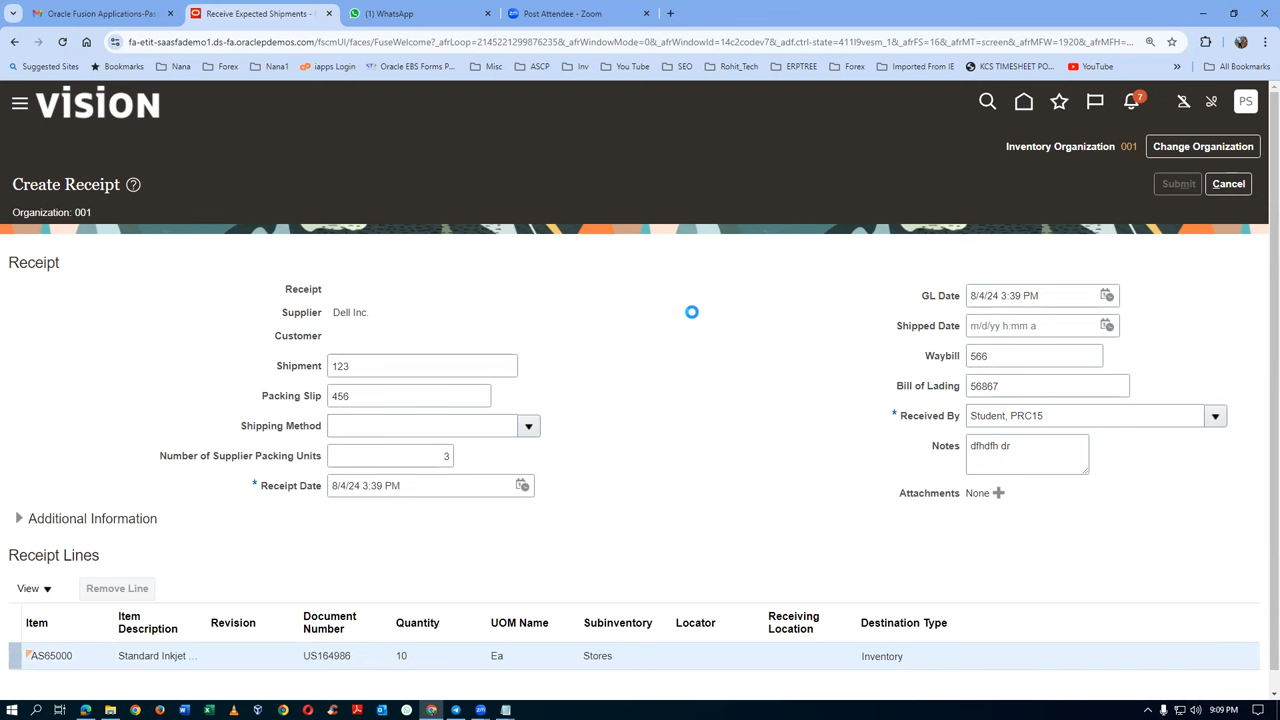 Oracle Fusion Applications-Pass
Receive Expected Shipments -
(1) WhatsApp
Post Attendee - Zoom
fa-etit-saasfademo1.ds-fa.oraclepdemos.com/fscmUI/faces/FuseWelcome?_afrLoop=2145221299876235&_afrWindowMode=0&_afrWindowId=14c2codev7&_adf.ctrl-state=411l9vesm_1&_afrFS=16&_afrMT=screen&_afrMFW=1920&_afrMFH=...
Suggested Sites Bookmarks Nana Forex Nana1 iapps Login Oracle EBS Forms P... Misc ASCP Inv You Tube SEO Rohit_Tech ERPTREE Forex Imported From IE KCS TIMESHEET PO... YouTube » All Bookmarks
VISION
7
PS
Inventory Organization 001 Change Organization
Create Receipt ?
Submit Cancel
Organization: 001
Receipt
Receipt
Supplier Dell Inc.
Customer
Shipment 123
Packing Slip 456
Shipping Method
Number of Supplier Packing Units 3
* Receipt Date 8/4/24 3:39 PM
GL Date 8/4/24 3:39 PM
Shipped Date m/d/yy h:mm a
Waybill 566
Bill of Lading 56867
* Received By Student, PRC15
Notes dfhdfh dr
Attachments None
Additional Information
Receipt Lines
View Remove Line
Item Item Description Revision Document Number Quantity UOM Name Subinventory Locator Receiving Location Destination Type
AS65000 Standard Inkjet ... US164986 10 Ea Stores Inventory
9:09 PM